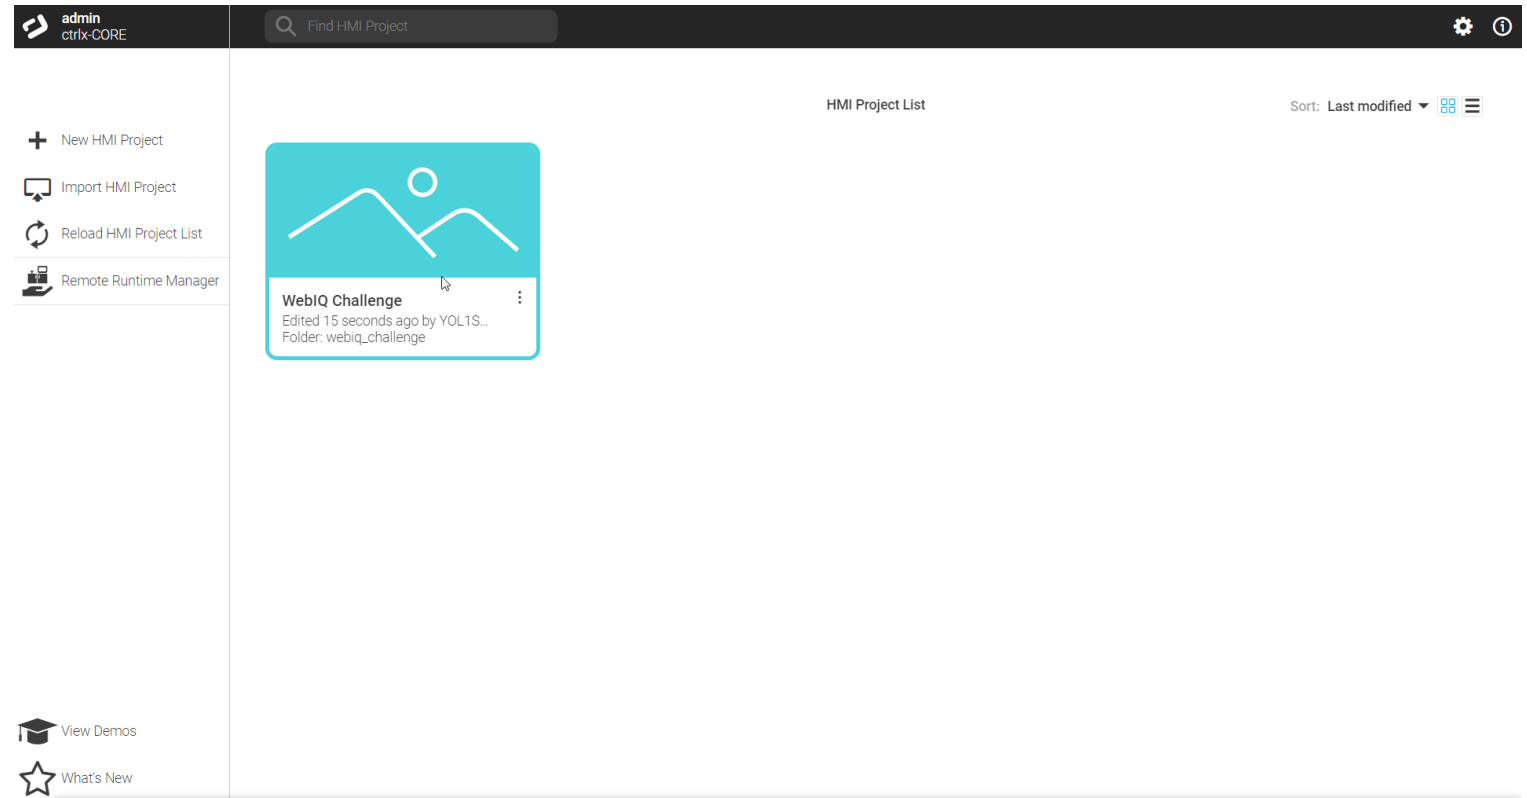 admin
ctrlx-CORE
Find HMI Project
HMI Project List
Sort: Last modified
New HMI Project
Import HMI Project
Reload HMI Project List
Remote Runtime Manager
WebIQ Challenge
Edited 15 seconds ago by YOL1S...
Folder: webiq_challenge
View Demos
What's New